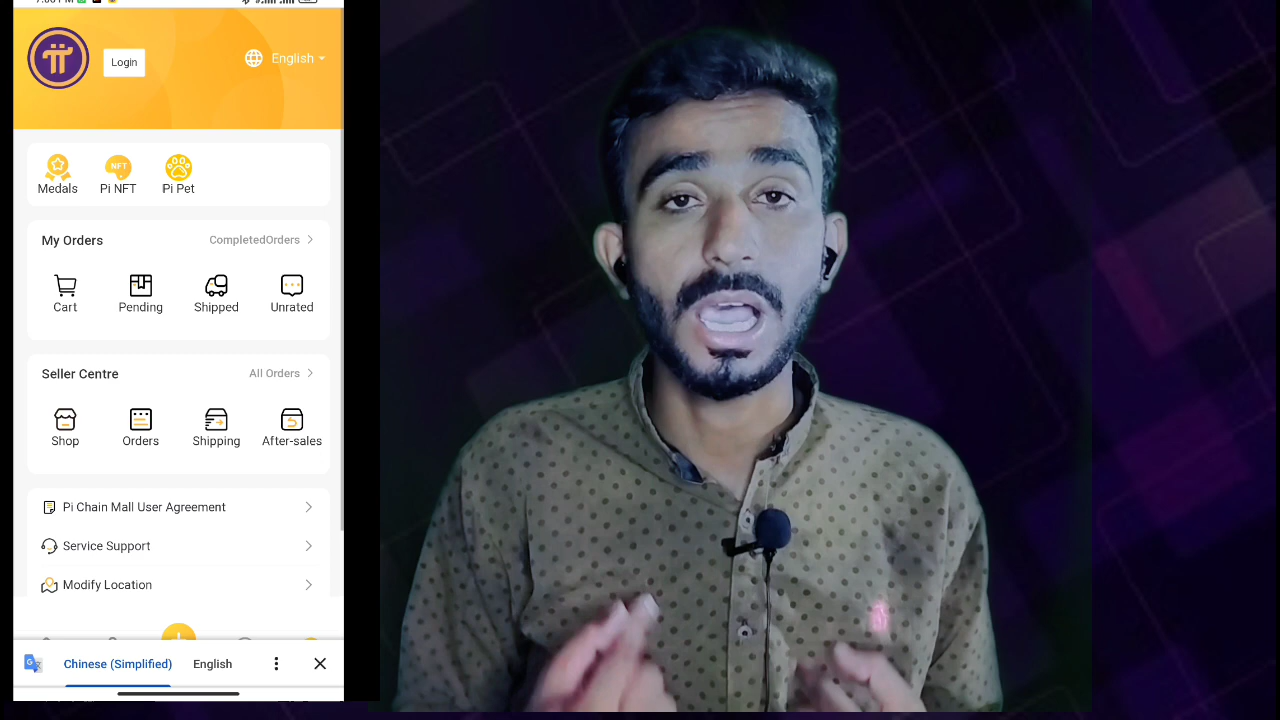 Login
English
Medals
NFT
Pi NFT
Pi Pet
My Orders
CompletedOrders
Cart
Pending
Shipped
Unrated
Seller Centre
All Orders
Shop
Orders
Shipping
After-sales
Pi Chain Mall User Agreement
Service Support
Modify Location
Chinese (Simplified)
English